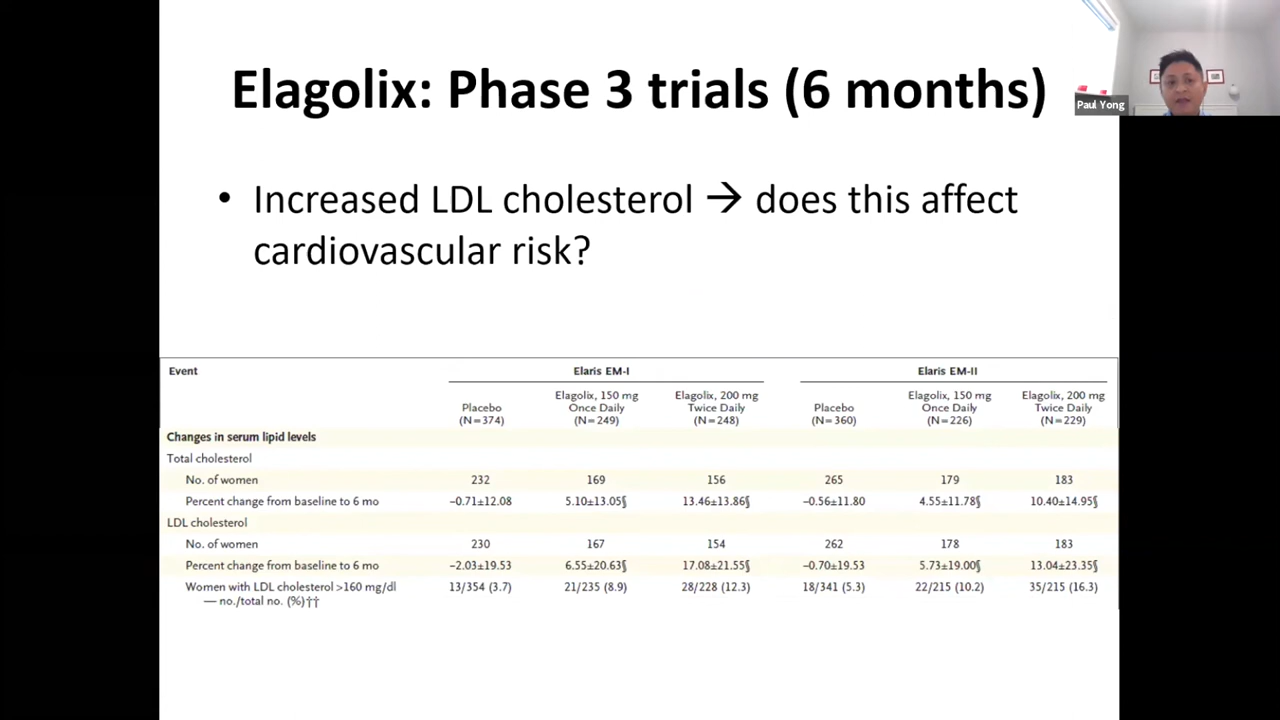 Elagolix: Phase 3 trials (6 months)
Paul Yong
• Increased LDL cholesterol → does this affect
cardiovascular risk?
Event Elaris EM-I Elaris EM-II
Elagolix, 150 mg Elagolix, 200 mg Elagolix, 150 mg Elagolix, 200 mg
Placebo Once Daily Twice Daily Placebo Once Daily Twice Daily
(N=374) (N=249) (N=248) (N=360) (N=226) (N=229)
Changes in serum lipid levels
Total cholesterol
No. of women 232 169 156 265 179 183
Percent change from baseline to 6 mo −0.71±12.08 5.10±13.05§ 13.46±13.86§ −0.56±11.80 4.55±11.78§ 10.40±14.95§
LDL cholesterol
No. of women 230 167 154 262 178 183
Percent change from baseline to 6 mo −2.03±19.53 6.55±20.63§ 17.08±21.55§ −0.70±19.53 5.73±19.00§ 13.04±23.35§
Women with LDL cholesterol >160 mg/dl 13/354 (3.7) 21/235 (8.9) 28/228 (12.3) 18/341 (5.3) 22/215 (10.2) 35/215 (16.3)
— no./total no. (%)††